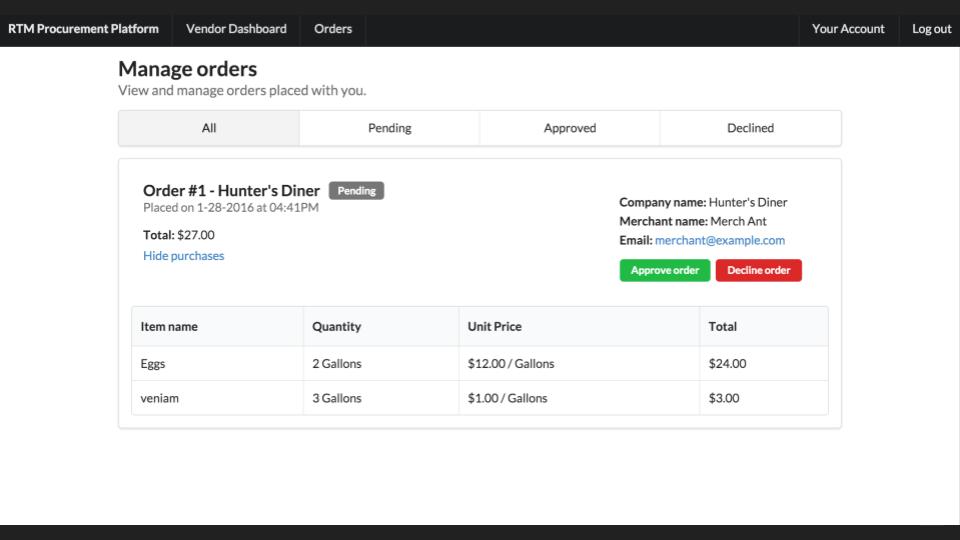 RTM Procurement Platform Vendor Dashboard Orders Your Account Log out
Manage orders
View and manage orders placed with you.
All Pending Approved Declined
Order #1 - Hunter's Diner Pending
Placed on 1-28-2016 at 04:41PM
Total: $27.00
Hide purchases
Company name: Hunter's Diner
Merchant name: Merch Ant
Email: merchant@example.com
Approve order Decline order
Item name Quantity Unit Price Total
Eggs 2 Gallons $12.00 / Gallons $24.00
veniam 3 Gallons $1.00 / Gallons $3.00